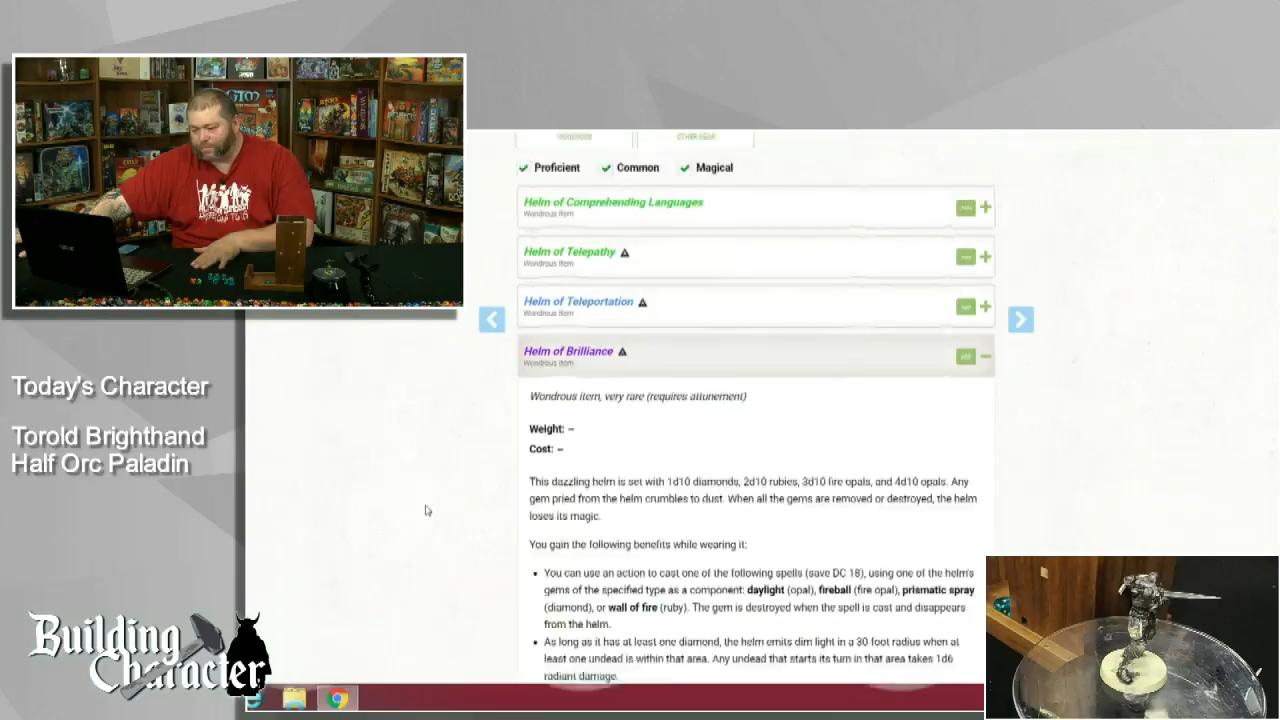 OTHER GEAR
Proficient Common Magical
Helm of Comprehending Languages
Wondrous Item
Helm of Telepathy
Wondrous Item
Helm of Teleportation
Wondrous Item
Helm of Brilliance
Wondrous Item
Wondrous item, very rare (requires attunement)
Weight: –
Cost: –
This dazzling helm is set with 1d10 diamonds, 2d10 rubies, 3d10 fire opals, and 4d10 opals. Any
gem pried from the helm crumbles to dust. When all the gems are removed or destroyed, the helm
loses its magic.
You gain the following benefits while wearing it:
• You can use an action to cast one of the following spells (save DC 18), using one of the helm's
gems of the specified type as a component: daylight (opal), fireball (fire opal), prismatic spray
(diamond), or wall of fire (ruby). The gem is destroyed when the spell is cast and disappears
from the helm.
• As long as it has at least one diamond, the helm emits dim light in a 30 foot radius when at
least one undead is within that area. Any undead that starts its turn in that area takes 1d6
radiant damage.
Today's Character
Torold Brighthand
Half Orc Paladin
Building
Character